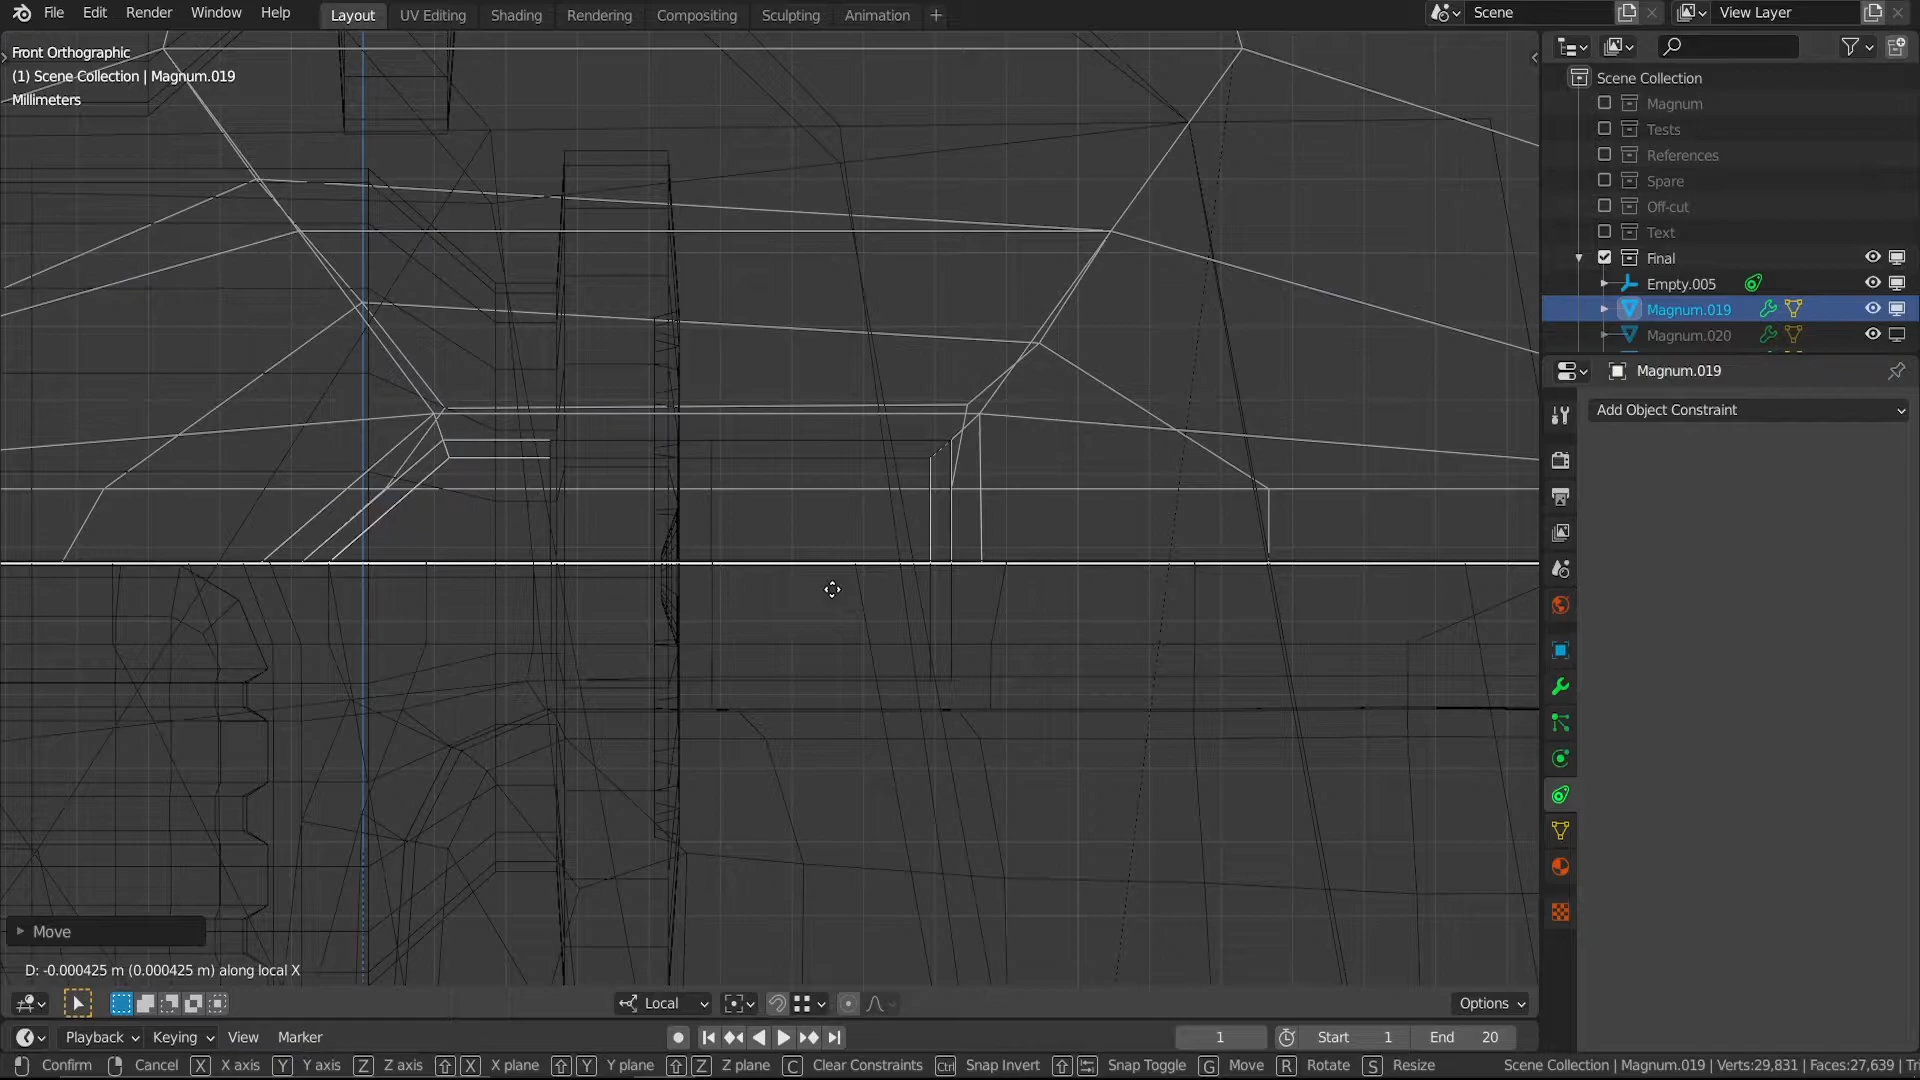 File Edit Render Window Help Layout UV Editing Shading Rendering Compositing Sculpting Animation + Scene View Layer
Front Orthographic
(1) Scene Collection | Magnum.019
Millimeters
Scene Collection
Magnum
Tests
References
Spare
Off-cut
Text
Final
Empty.005
Magnum.019
Magnum.020
Magnum.019
Add Object Constraint
Move
D: -0.000425 m (0.000425 m) along local X
Local Options
Playback Keying View Marker 1 Start 1 End 20
Confirm Cancel X X axis Y Y axis Z Z axis X X plane Y Y plane Z Z plane C Clear Constraints Ctrl Snap Invert Snap Toggle G Move R Rotate S Resize Scene Collection | Magnum.019 | Verts:29,831 | Faces:27,639 | Tr